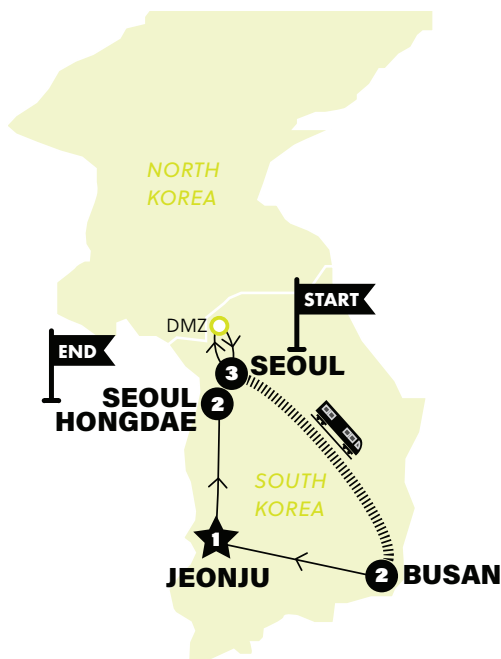 NORTH
KOREA
START
DMZ
END
3 SEOUL
SEOUL
HONGDAE
2
SOUTH
KOREA
1
JEONJU
2 BUSAN